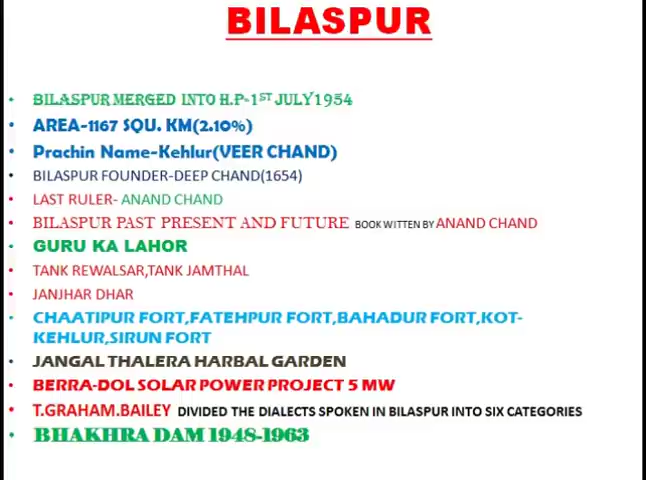 BILASPUR
• BILASPUR MERGED INTO H.P-1ST JULY1954
• AREA-1167 SQU. KM(2.10%)
• Prachin Name-Kehlur(VEER CHAND)
• BILASPUR FOUNDER-DEEP CHAND(1654)
• LAST RULER- ANAND CHAND
• BILASPUR PAST PRESENT AND FUTURE BOOK WITTEN BY ANAND CHAND
• GURU KA LAHOR
• TANK REWALSAR,TANK JAMTHAL
• JANJHAR DHAR
• CHAATIPUR FORT,FATEHPUR FORT,BAHADUR FORT,KOT-
KEHLUR,SIRUN FORT
• JANGAL THALERA HARBAL GARDEN
• BERRA-DOL SOLAR POWER PROJECT 5 MW
• T.GRAHAM.BAILEY DIVIDED THE DIALECTS SPOKEN IN BILASPUR INTO SIX CATEGORIES
• BHAKHRA DAM 1948-1963